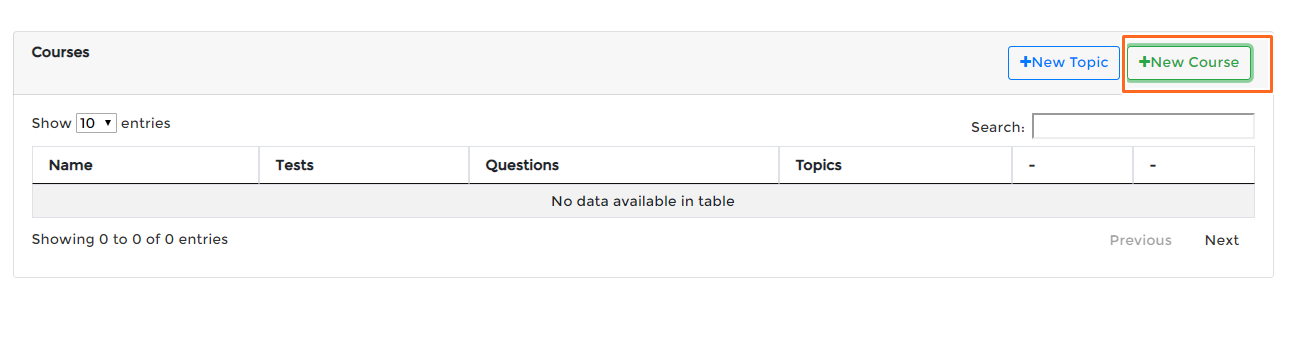 Courses
+New Topic
+New Course
Show 10 entries
Search:
Name Tests Questions Topics - -
No data available in table
Showing 0 to 0 of 0 entries
Previous Next